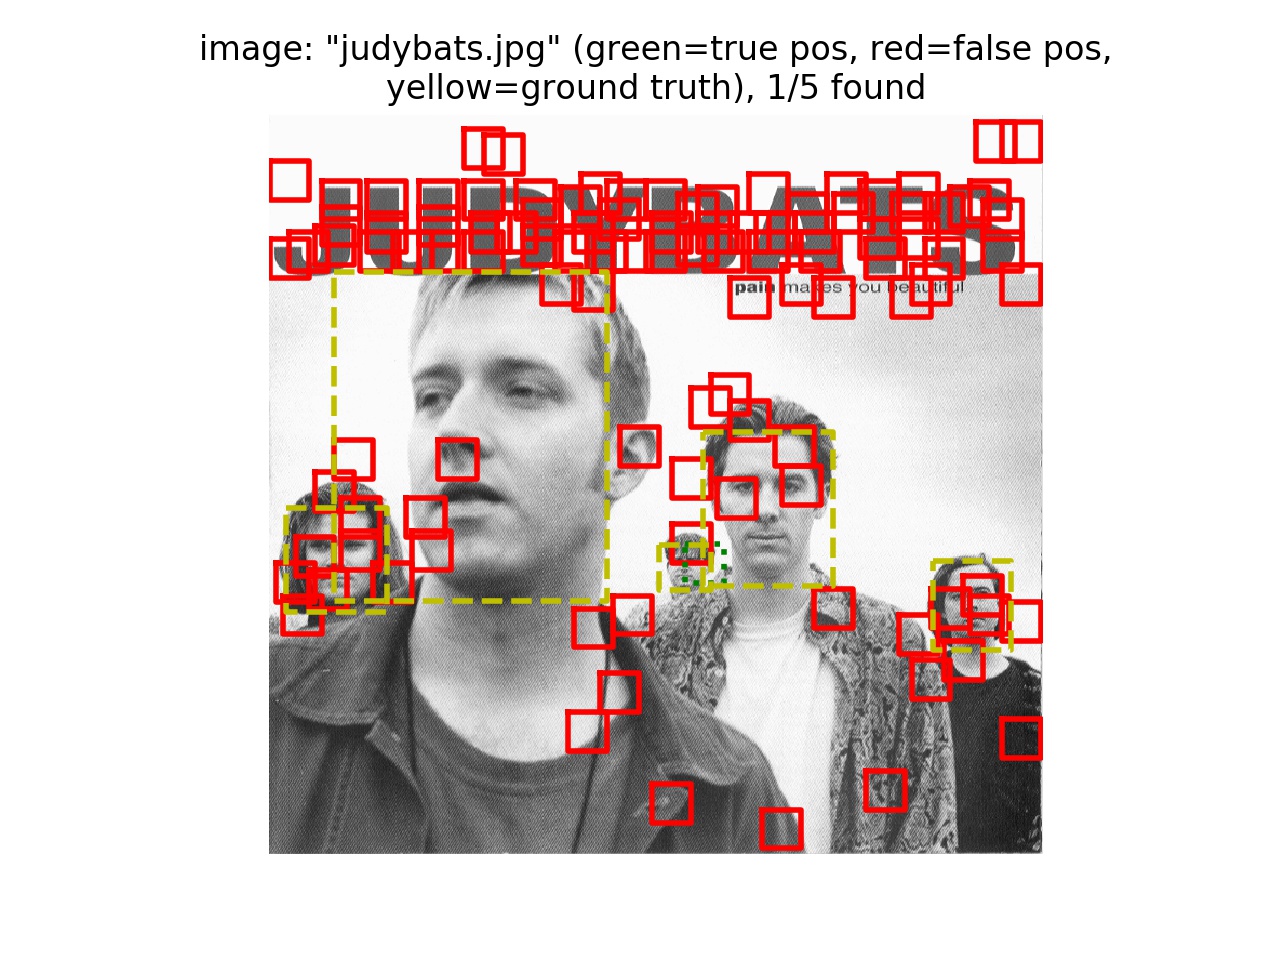 image: "judybats.jpg" (green=true pos, red=false pos,
yellow=ground truth), 1/5 found
JUDYBATS
pain makes you beautiful